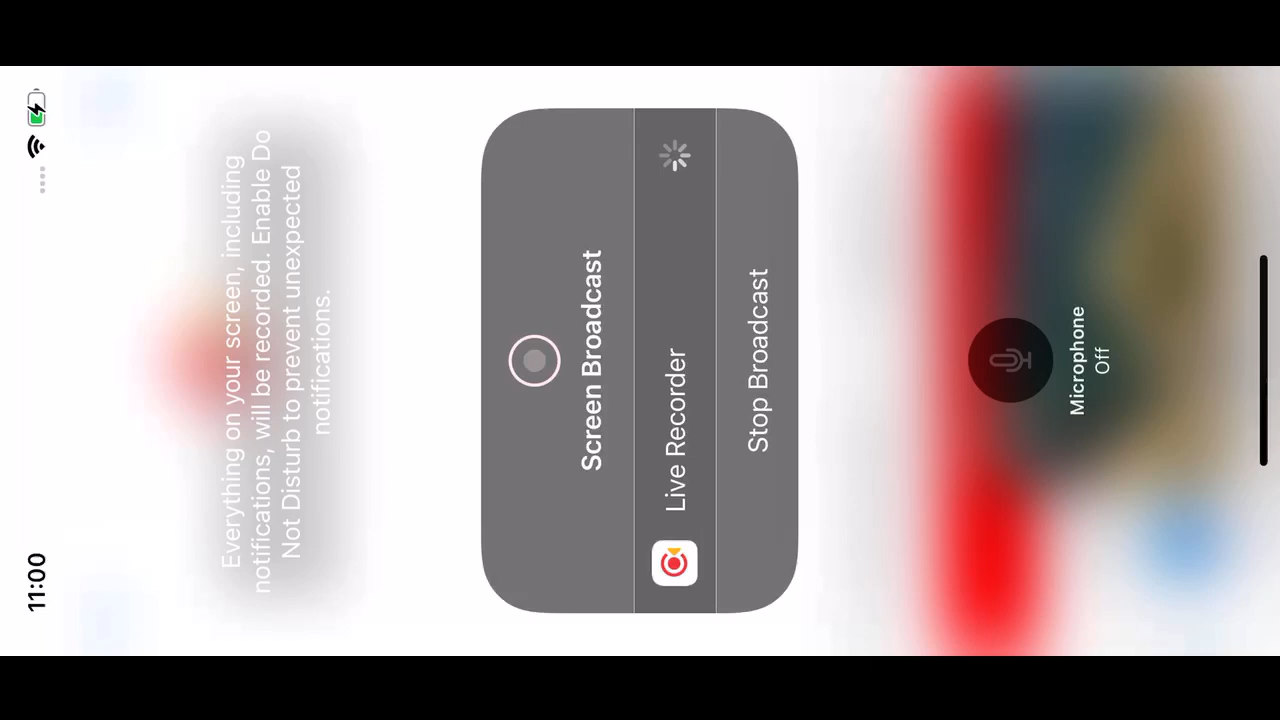 11:00
Everything on your screen, including
notifications, will be recorded. Enable Do
Not Disturb to prevent unexpected
notifications.
Screen Broadcast
Live Recorder
Stop Broadcast
Microphone
Off